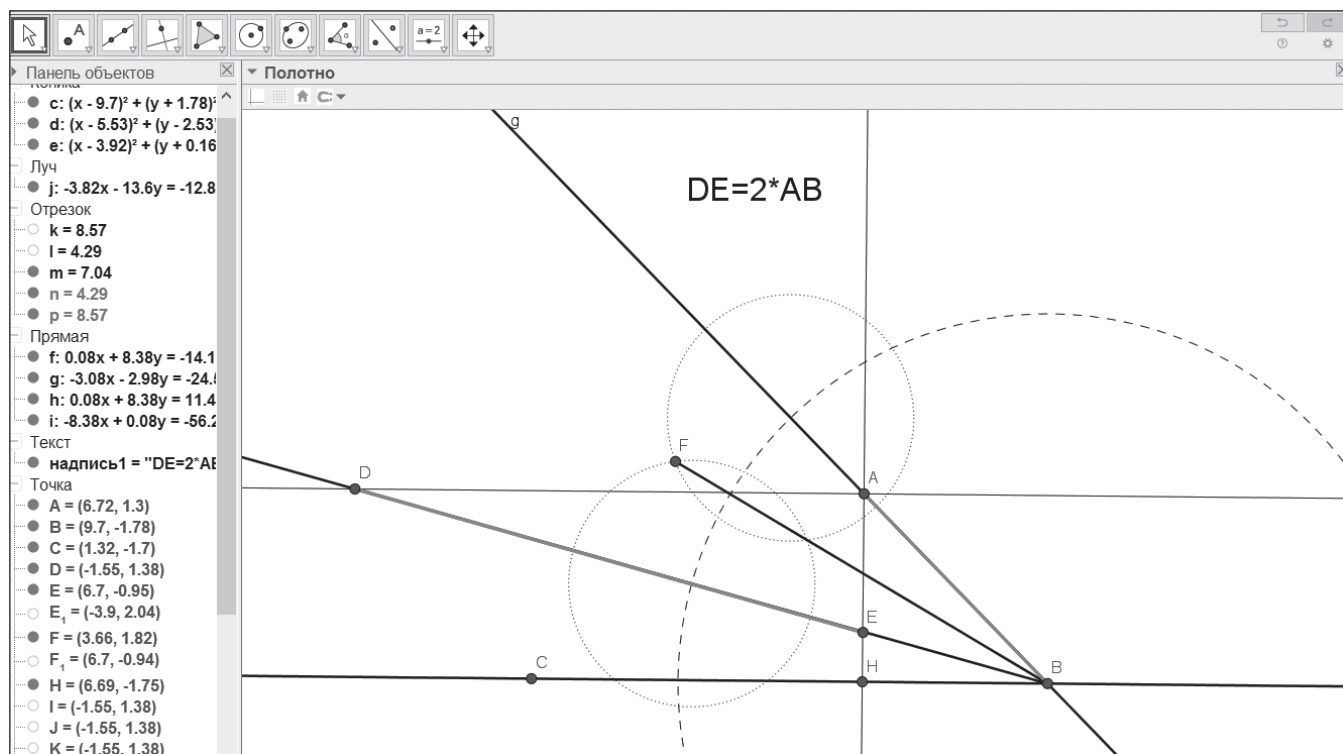 A
α
a=2
Панель объектов
Полотно
Коника
c: (x - 9.7)² + (y + 1.78)²
d: (x - 5.53)² + (y - 2.53)
e: (x - 3.92)² + (y + 0.16
Луч
j: -3.82x - 13.6y = -12.8
Отрезок
k = 8.57
l = 4.29
m = 7.04
n = 4.29
p = 8.57
Прямая
f: 0.08x + 8.38y = -14.1
g: -3.08x - 2.98y = -24.5
h: 0.08x + 8.38y = 11.4
i: -8.38x + 0.08y = -56.2
Текст
надпись1 = "DE=2*AB
Точка
A = (6.72, 1.3)
B = (9.7, -1.78)
C = (1.32, -1.7)
D = (-1.55, 1.38)
E = (6.7, -0.95)
E₁ = (-3.9, 2.04)
F = (3.66, 1.82)
F₁ = (6.7, -0.94)
H = (6.69, -1.75)
I = (-1.55, 1.38)
J = (-1.55, 1.38)
K = (-1.55, 1.38)
g
DE=2*AB
F
D
A
E
C
H
B